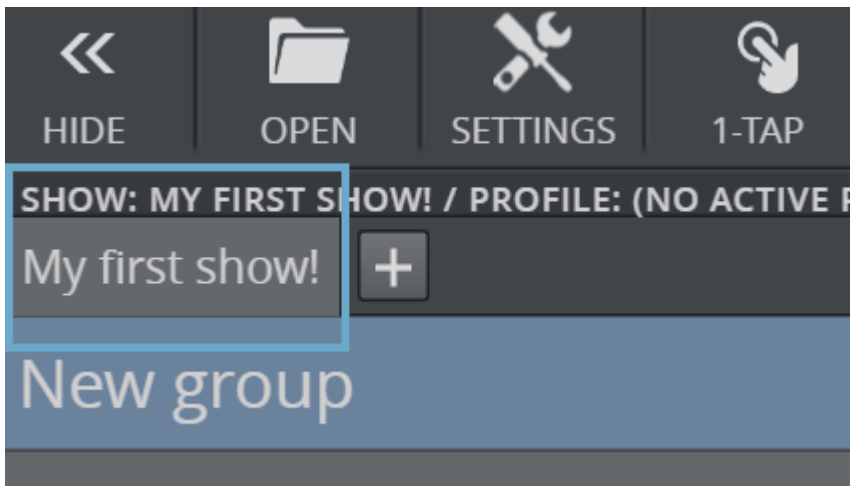 HIDE OPEN SETTINGS 1-TAP
SHOW: MY FIRST SHOW! / PROFILE: (NO ACTIVE
My first show! +
New group